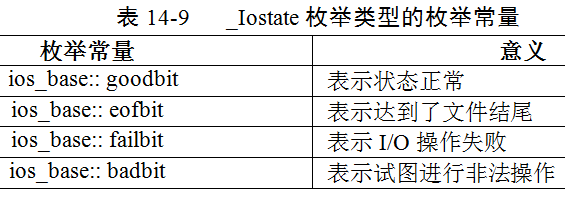 表 14-9 _Iostate 枚举类型的枚举常量
枚举常量 意义
ios_base:: goodbit 表示状态正常
ios_base:: eofbit 表示达到了文件结尾
ios_base:: failbit 表示 I/O 操作失败
ios_base:: badbit 表示试图进行非法操作